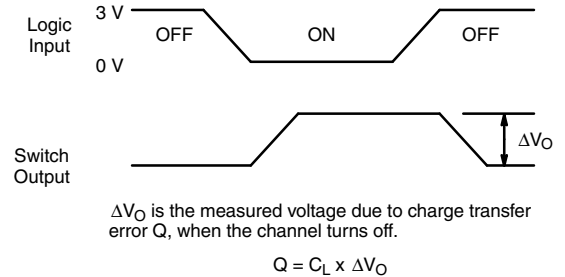 Logic
Input
3 V
0 V
OFF
ON
OFF
Switch
Output
ΔVO
ΔVO is the measured voltage due to charge transfer
error Q, when the channel turns off.
Q = CL x ΔVO